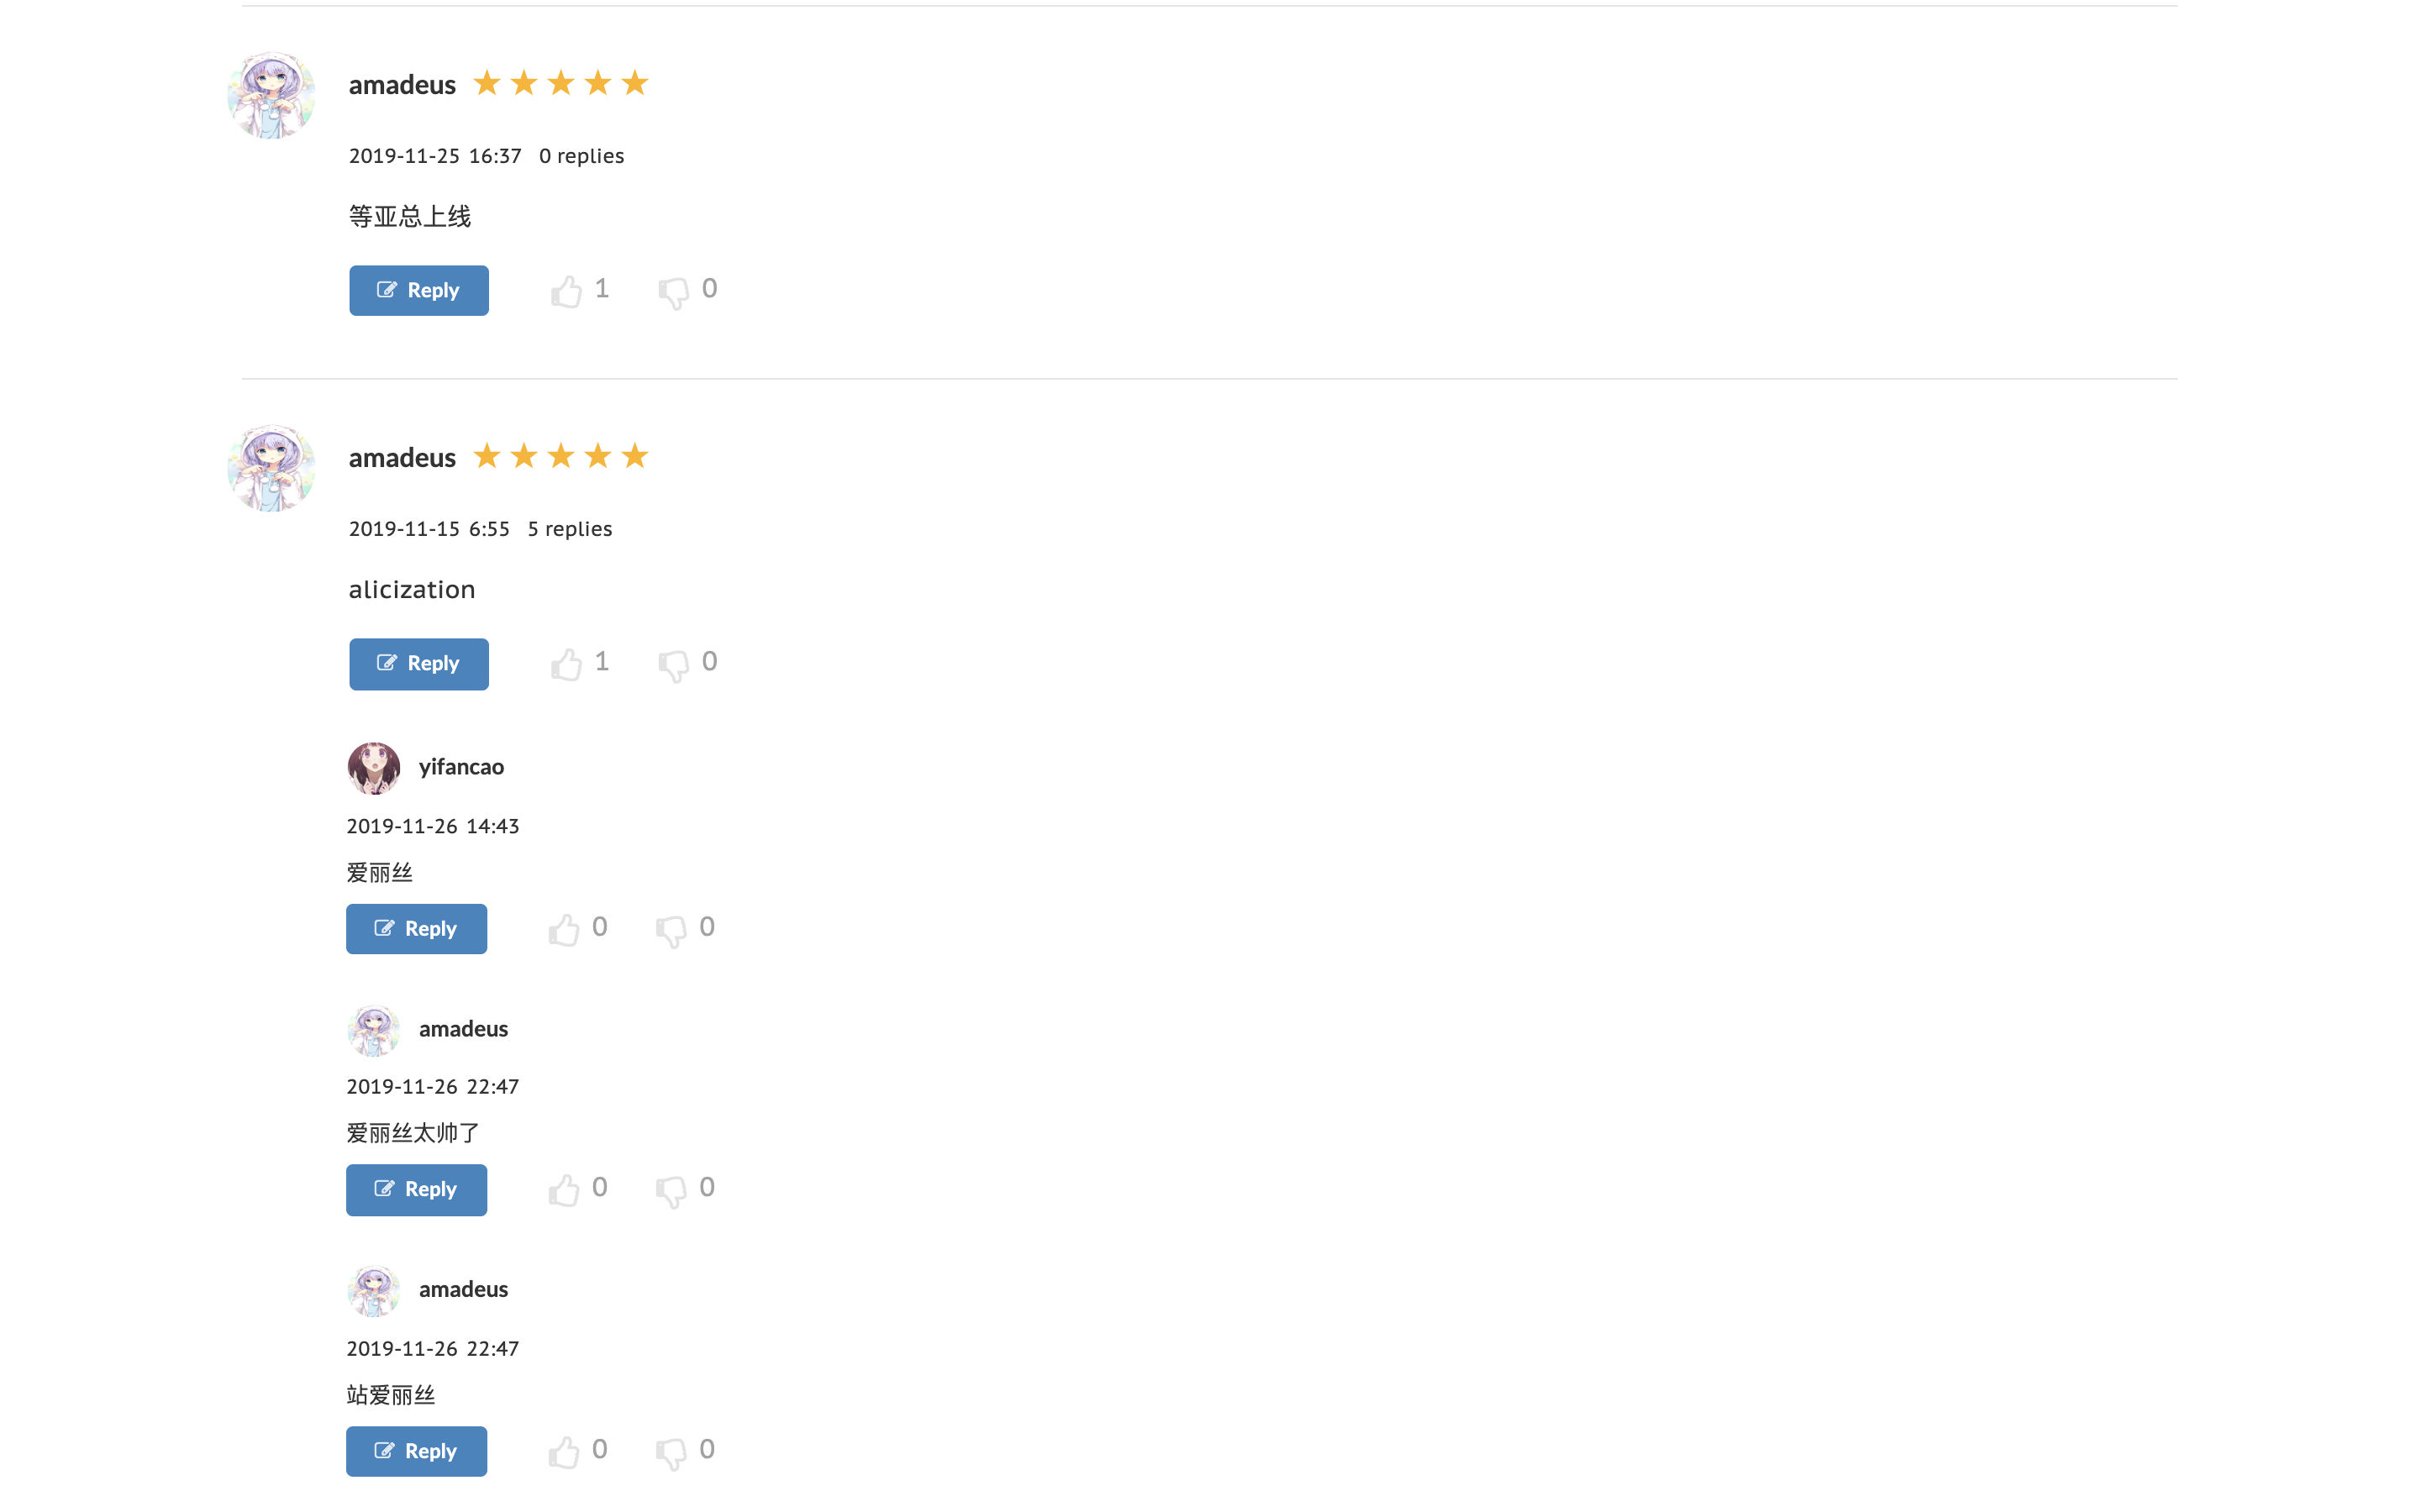 amadeus
2019-11-25 16:37 0 replies
等亚总上线
Reply 1 0
amadeus
2019-11-15 6:55 5 replies
alicization
Reply 1 0
yifancao
2019-11-26 14:43
爱丽丝
Reply 0 0
amadeus
2019-11-26 22:47
爱丽丝太帅了
Reply 0 0
amadeus
2019-11-26 22:47
站爱丽丝
Reply 0 0